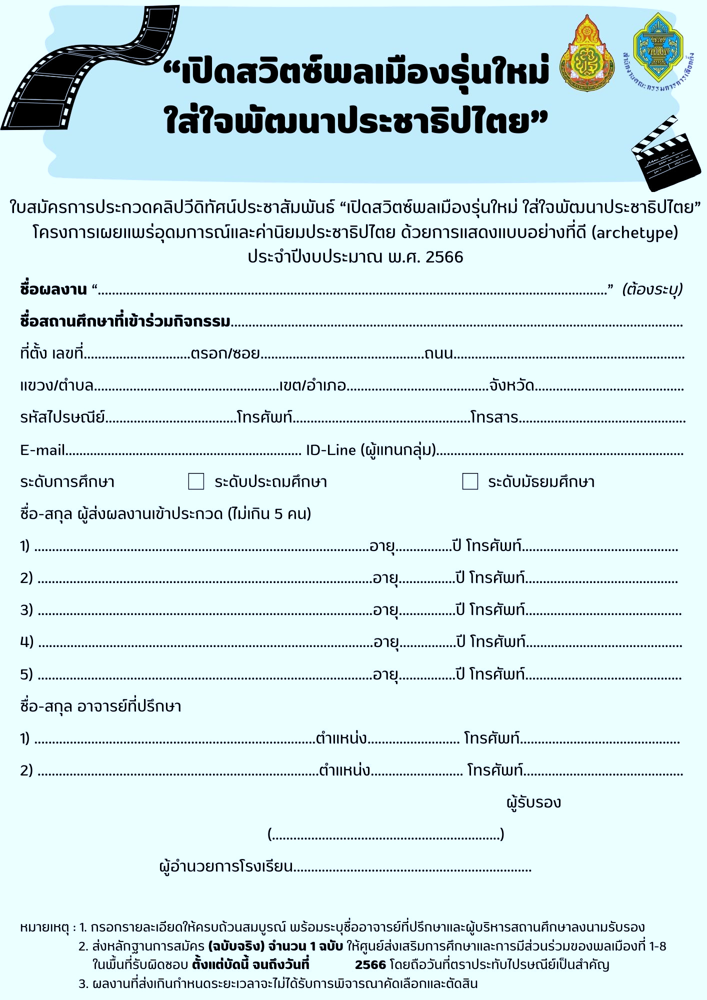 “เปิดสวิตซ์พลเมืองรุ่นใหม่
ใส่ใจพัฒนาประชาธิปไตย”
สำนักงานคณะกรรมการการเลือกตั้ง
ใบสมัครการประกวดคลิปวีดิทัศน์ประชาสัมพันธ์ “เปิดสวิตซ์พลเมืองรุ่นใหม่ ใส่ใจพัฒนาประชาธิปไตย”
โครงการเผยแพร่อุดมการณ์และค่านิยมประชาธิปไตย ด้วยการแสดงแบบอย่างที่ดี (archetype)
ประจำปีงบประมาณ พ.ศ. 2566
ชื่อผลงาน “..............................................................................................................................................” (ต้องระบุ)
ชื่อสถานศึกษาที่เข้าร่วมกิจกรรม...............................................................................................................................
ที่ตั้ง เลขที่..............................ตรอก/ซอย..............................................ถนน.................................................................
แขวง/ตำบล....................................................เขต/อำเภอ........................................จังหวัด..........................................
รหัสไปรษณีย์.....................................โทรศัพท์..................................................โทรสาร...............................................
E-mail.................................................................. ID-Line (ผู้แทนกลุ่ม).....................................................................
ระดับการศึกษา ☐ ระดับประถมศึกษา ☐ ระดับมัธยมศึกษา
ชื่อ-สกุล ผู้ส่งผลงานเข้าประกวด (ไม่เกิน 5 คน)
1) ..............................................................................................อายุ................ปี โทรศัพท์............................................
2) ..............................................................................................อายุ................ปี โทรศัพท์...........................................
3) ..............................................................................................อายุ................ปี โทรศัพท์............................................
4) ..............................................................................................อายุ................ปี โทรศัพท์............................................
5) ..............................................................................................อายุ................ปี โทรศัพท์............................................
ชื่อ-สกุล อาจารย์ที่ปรึกษา
1) ...............................................................................ตำแหน่ง.......................... โทรศัพท์.............................................
2) ...............................................................................ตำแหน่ง.......................... โทรศัพท์.............................................
ผู้รับรอง
(................................................................)
ผู้อำนวยการโรงเรียน...................................................................
หมายเหตุ : 1. กรอกรายละเอียดให้ครบถ้วนสมบูรณ์ พร้อมระบุชื่ออาจารย์ที่ปรึกษาและผู้บริหารสถานศึกษาลงนามรับรอง
2. ส่งหลักฐานการสมัคร (ฉบับจริง) จำนวน 1 ฉบับ ให้ศูนย์ส่งเสริมการศึกษาและการมีส่วนร่วมของพลเมืองที่ 1-8
ในพื้นที่รับผิดชอบ ตั้งแต่บัดนี้ จนถึงวันที่ 2566 โดยถือวันที่ตราประทับไปรษณีย์เป็นสำคัญ
3. ผลงานที่ส่งเกินกำหนดระยะเวลาจะไม่ได้รับการพิจารณาคัดเลือกและตัดสิน